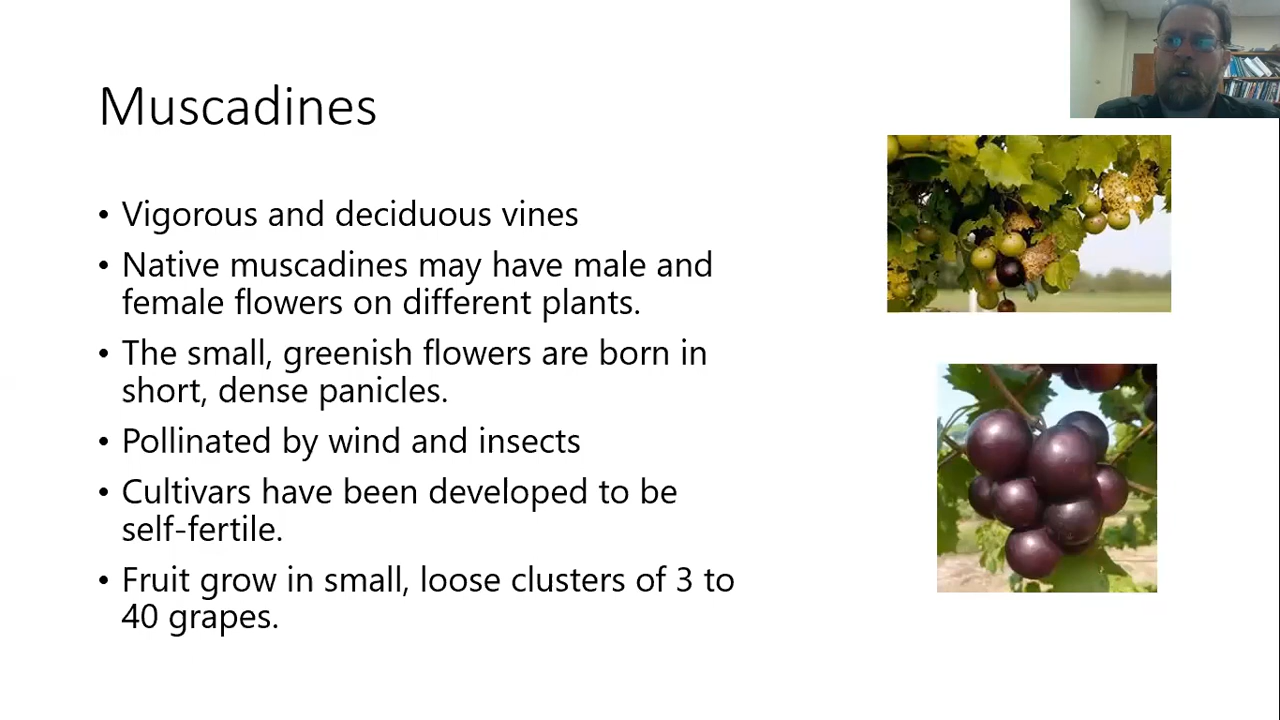 Muscadines
• Vigorous and deciduous vines
• Native muscadines may have male and
female flowers on different plants.
• The small, greenish flowers are born in
short, dense panicles.
• Pollinated by wind and insects
• Cultivars have been developed to be
self-fertile.
• Fruit grow in small, loose clusters of 3 to
40 grapes.